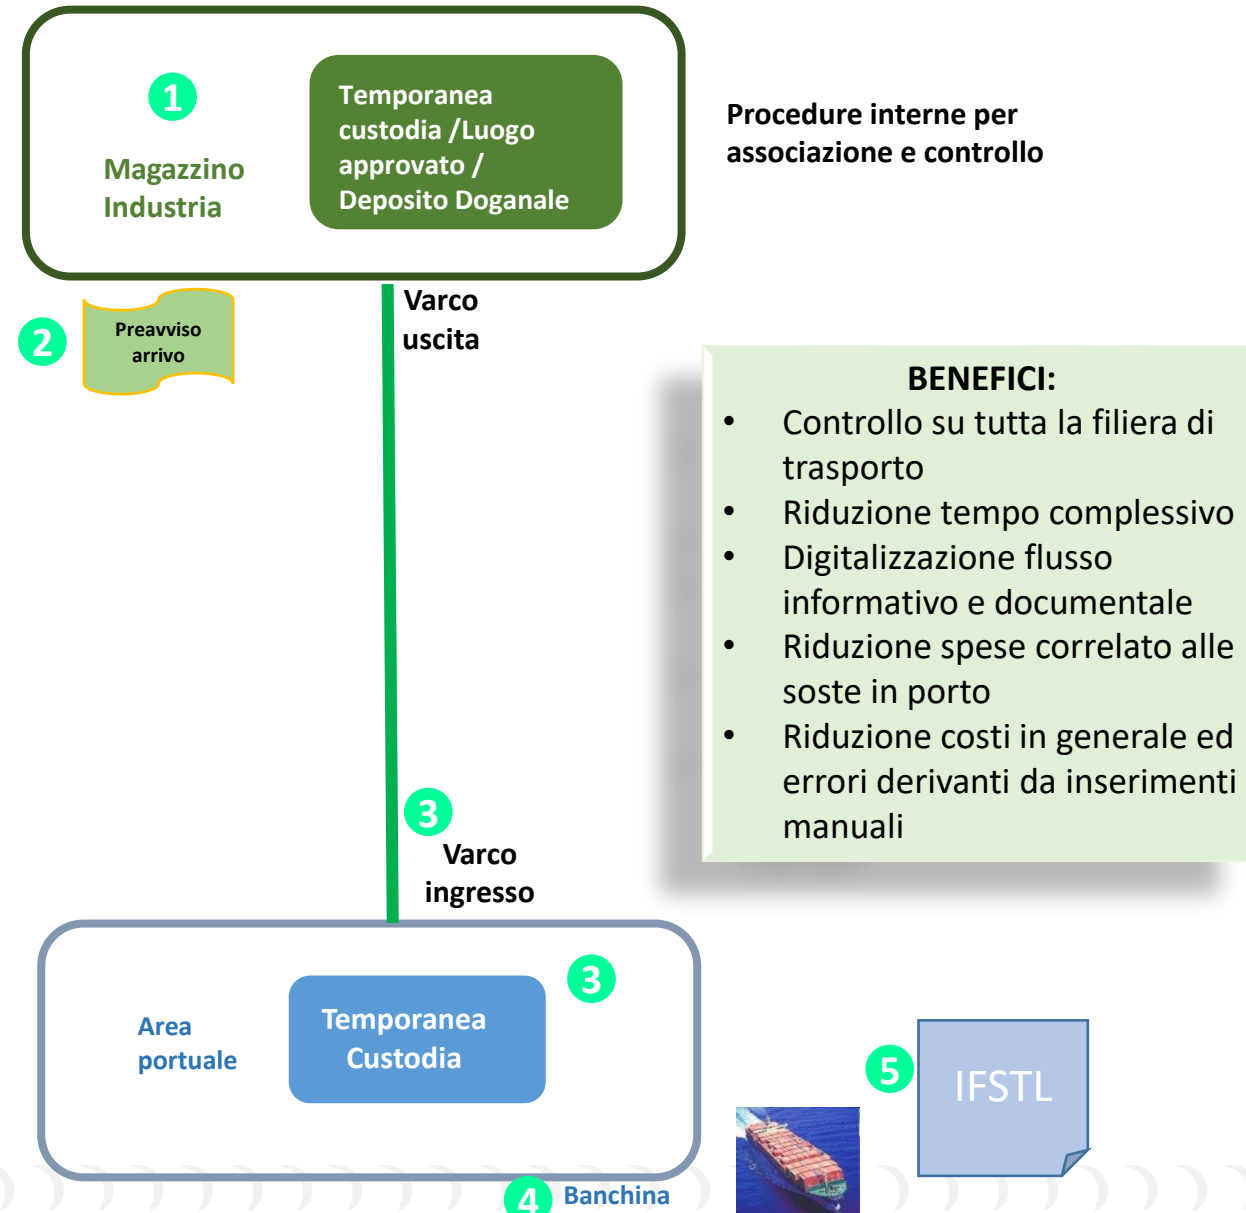 1
Magazzino
Industria
Temporanea
custodia /Luogo
approvato /
Deposito Doganale
Procedure interne per
associazione e controllo
2
Preavviso
arrivo
Varco
uscita
BENEFICI:
• Controllo su tutta la filiera di
trasporto
• Riduzione tempo complessivo
• Digitalizzazione flusso
informativo e documentale
• Riduzione spese correlato alle
soste in porto
• Riduzione costi in generale ed
errori derivanti da inserimenti
manuali
3
Varco
ingresso
Area
portuale
Temporanea
Custodia
3
4
Banchina
5
IFSTL